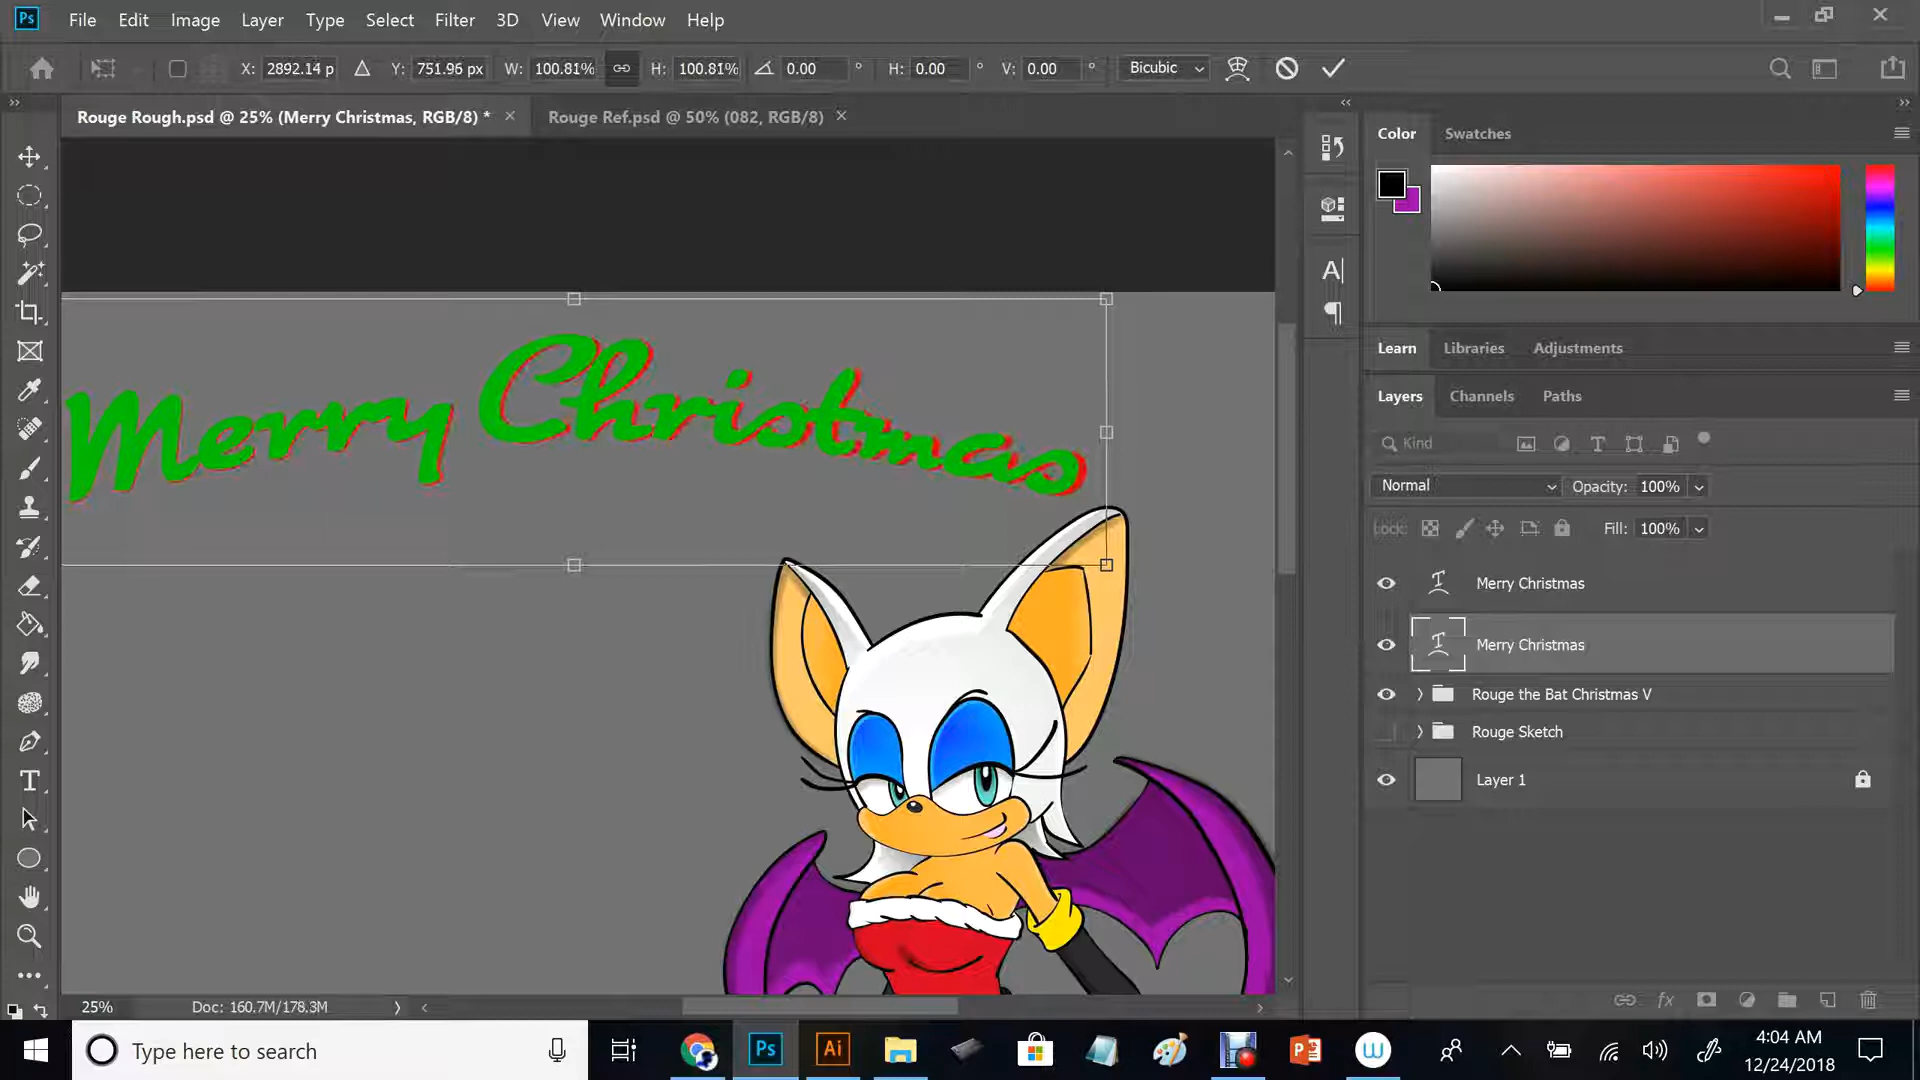 Ps File Edit Image Layer Type Select Filter 3D View Window Help
X: 2892.14 p Y: 751.96 px W: 100.81% H: 100.81% 0.00 ° H: 0.00 ° V: 0.00 ° Bicubic
Rouge Rough.psd @ 25% (Merry Christmas, RGB/8) * × Rouge Ref.psd @ 50% (082, RGB/8) ×
Color Swatches
Merry Christmas
Learn Libraries Adjustments
Layers Channels Paths
Kind
Normal Opacity: 100%
Lock: Fill: 100%
Merry Christmas
Merry Christmas
Rouge the Bat Christmas V
Rouge Sketch
Layer 1
25% Doc: 160.7M/178.3M
Type here to search
Ps Ai
4:04 AM
12/24/2018